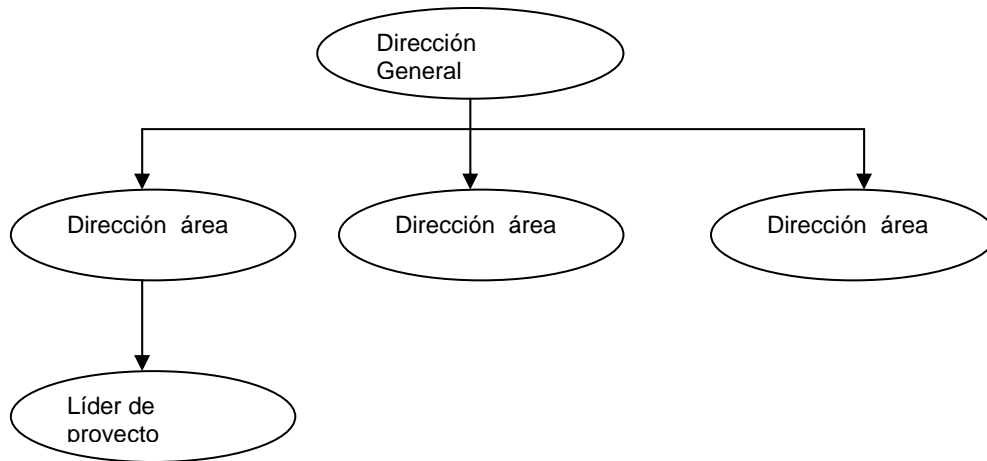 Dirección
General
Dirección área
Dirección área
Dirección área
Líder de
proyecto